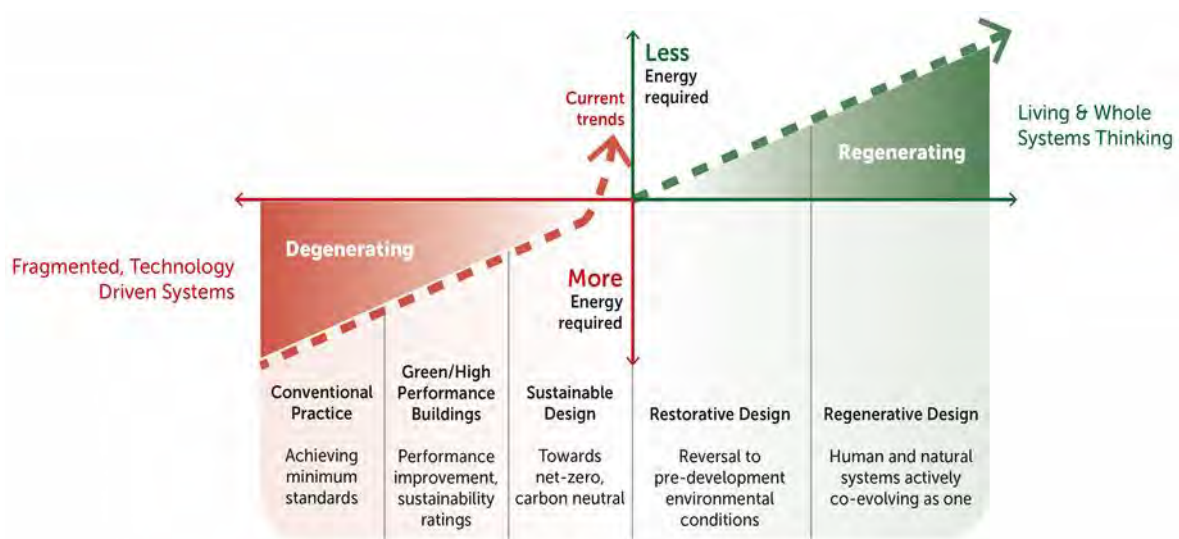 Less
Energy
required
Current
trends
Living & Whole
Systems Thinking
Regenerating
Degenerating
Fragmented, Technology
Driven Systems
More
Energy
required
Conventional
Practice
Achieving
minimum
standards
Green/High
Performance
Buildings
Performance
improvement,
sustainability
ratings
Sustainable
Design
Towards
net-zero,
carbon neutral
Restorative Design
Reversal to
pre-development
environmental
conditions
Regenerative Design
Human and natural
systems actively
co-evolving as one